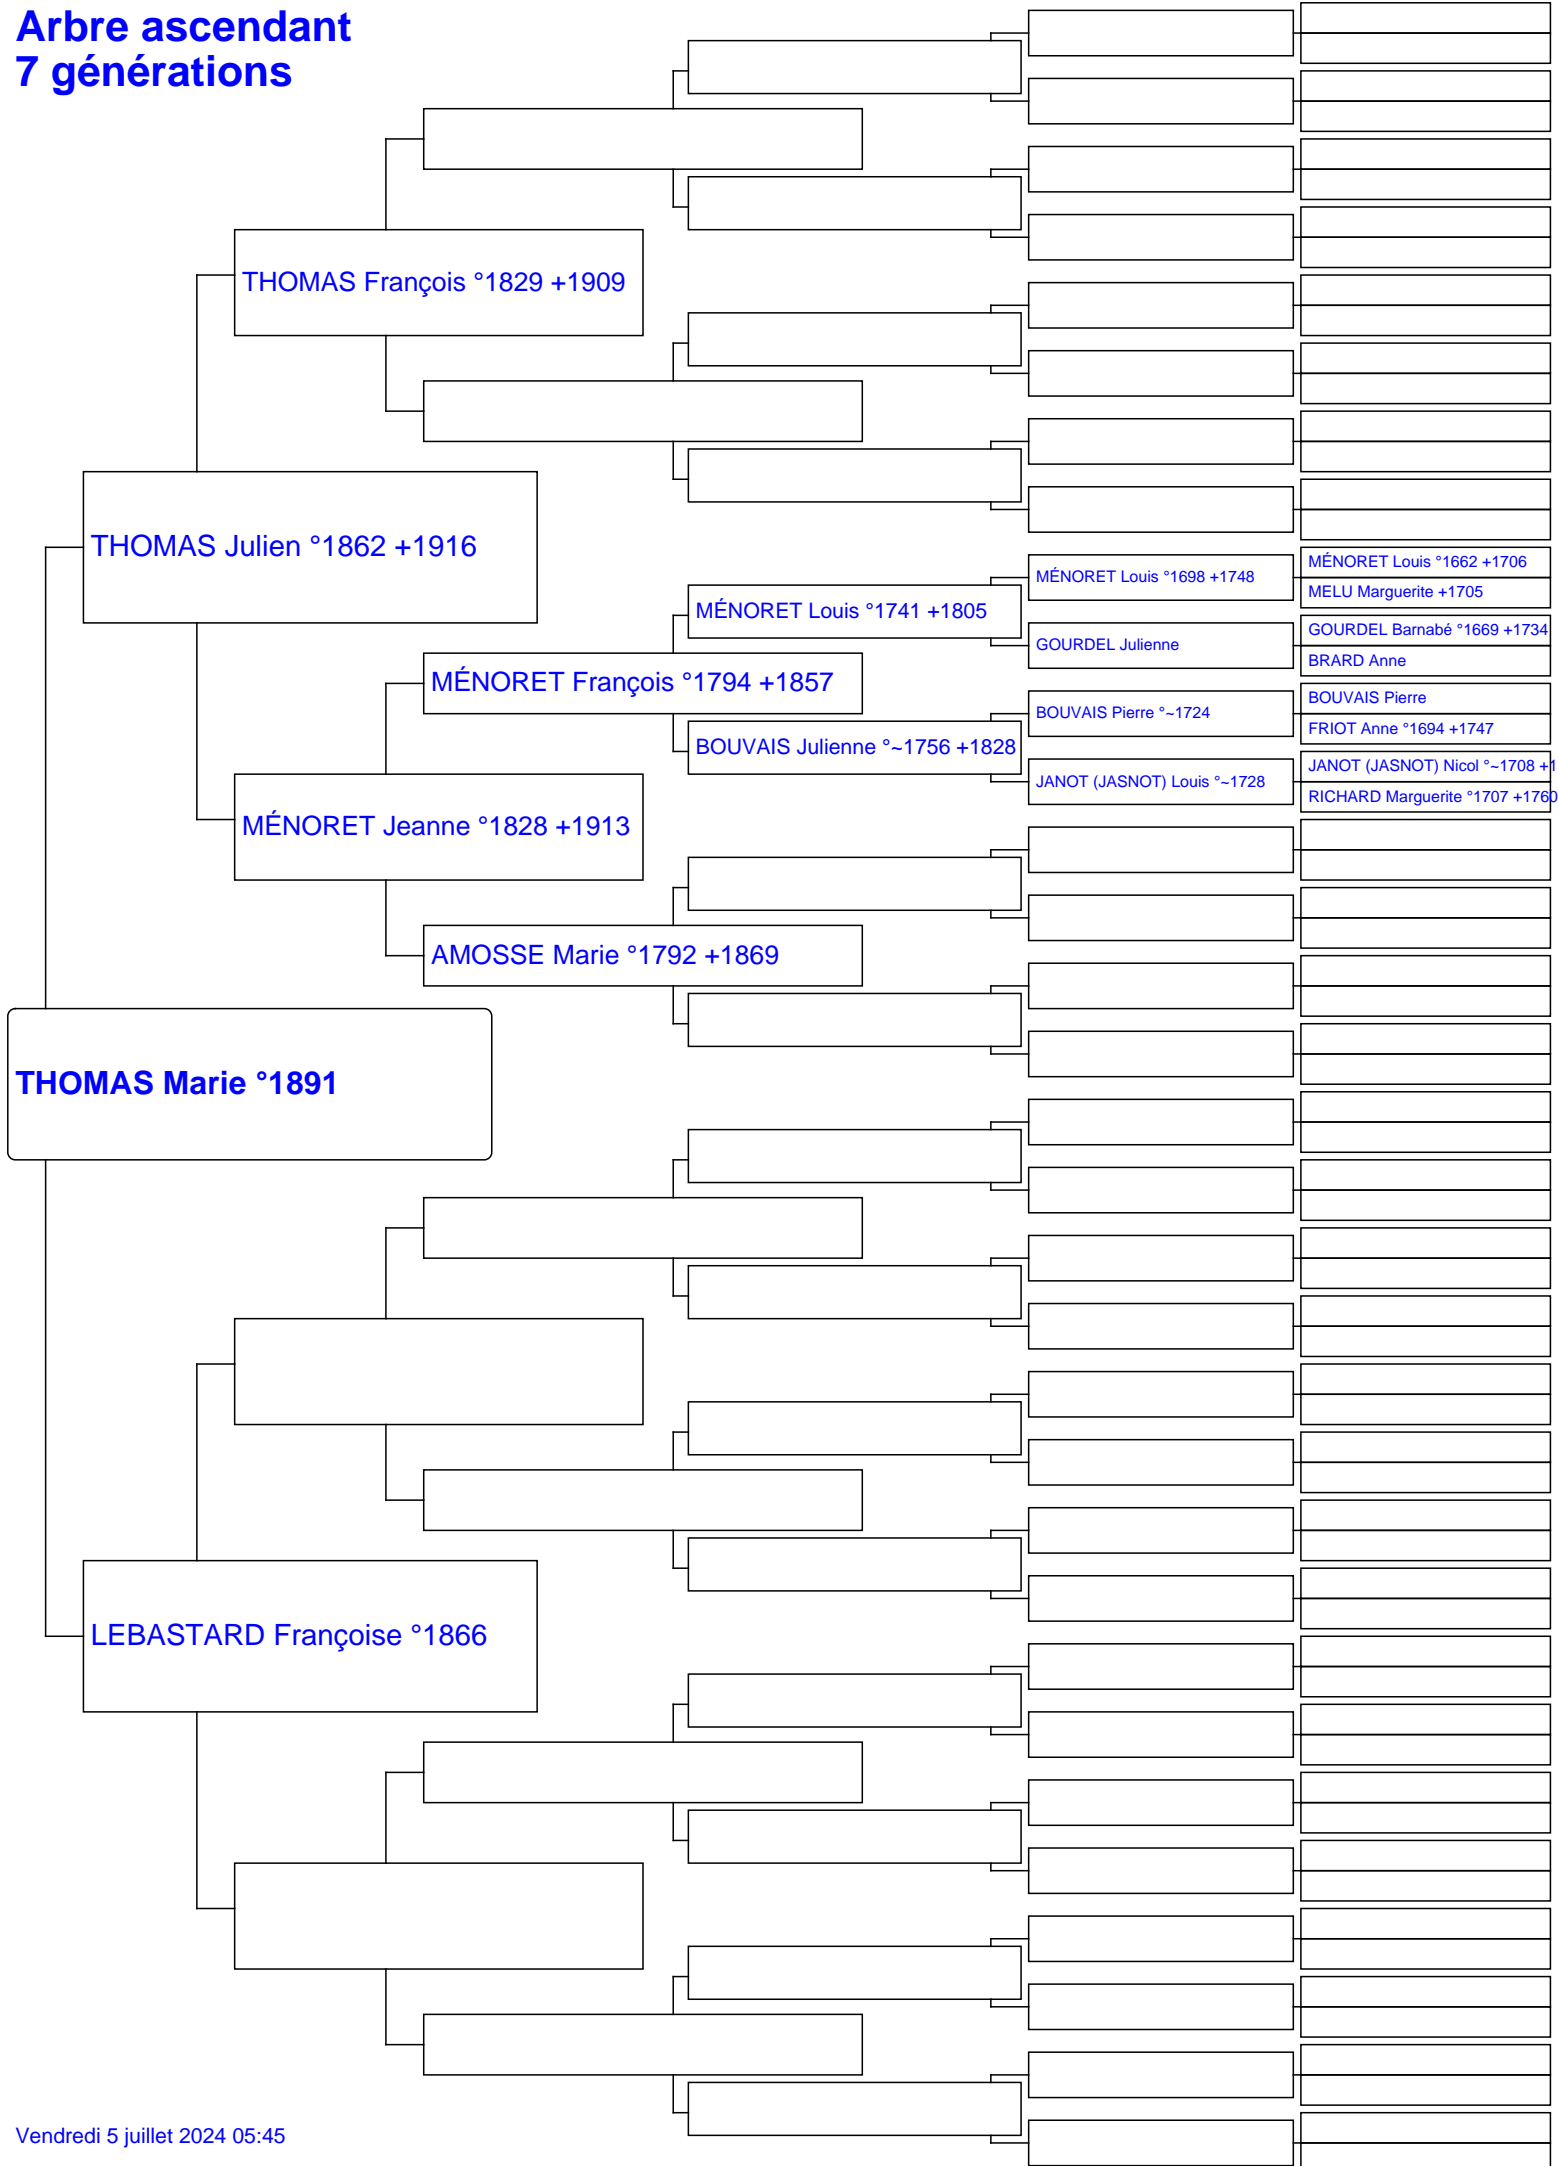 Arbre ascendant
7 générations
THOMAS François °1829 +1909
THOMAS Julien °1862 +1916
MÉNORET Louis °1662 +1706
MÉNORET Louis °1698 +1748
MELU Marguerite +1705
MÉNORET Louis °1741 +1805
GOURDEL Barnabé °1669 +1734
GOURDEL Julienne
BRARD Anne
MÉNORET François °1794 +1857
BOUVAIS Pierre
BOUVAIS Pierre °~1724
FRIOT Anne °1694 +1747
BOUVAIS Julienne °~1756 +1828
JANOT (JASNOT) Nicol °~1708 +1
JANOT (JASNOT) Louis °~1728
RICHARD Marguerite °1707 +1760
MÉNORET Jeanne °1828 +1913
AMOSSE Marie °1792 +1869
THOMAS Marie °1891
LEBASTARD Françoise °1866
Vendredi 5 juillet 2024 05:45